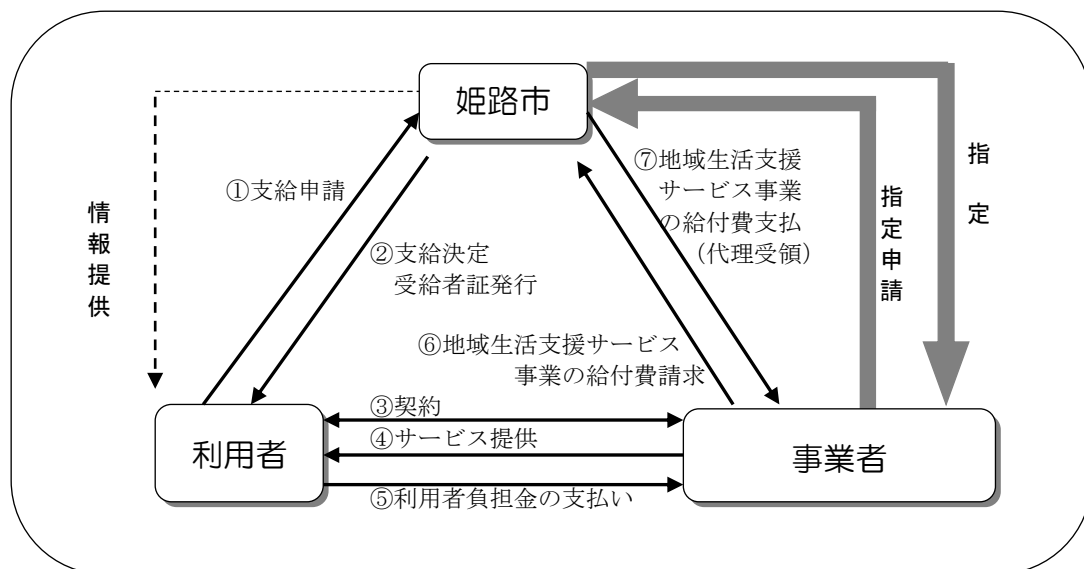 姫路市
①支給申請
②支給決定
受給者証発行
⑦地域生活支援
サービス事業
の給付費支払
（代理受領）
指定
指定申請
情報提供
⑥地域生活支援サービス
事業の給付費請求
③契約
④サービス提供
⑤利用者負担金の支払い
利用者
事業者